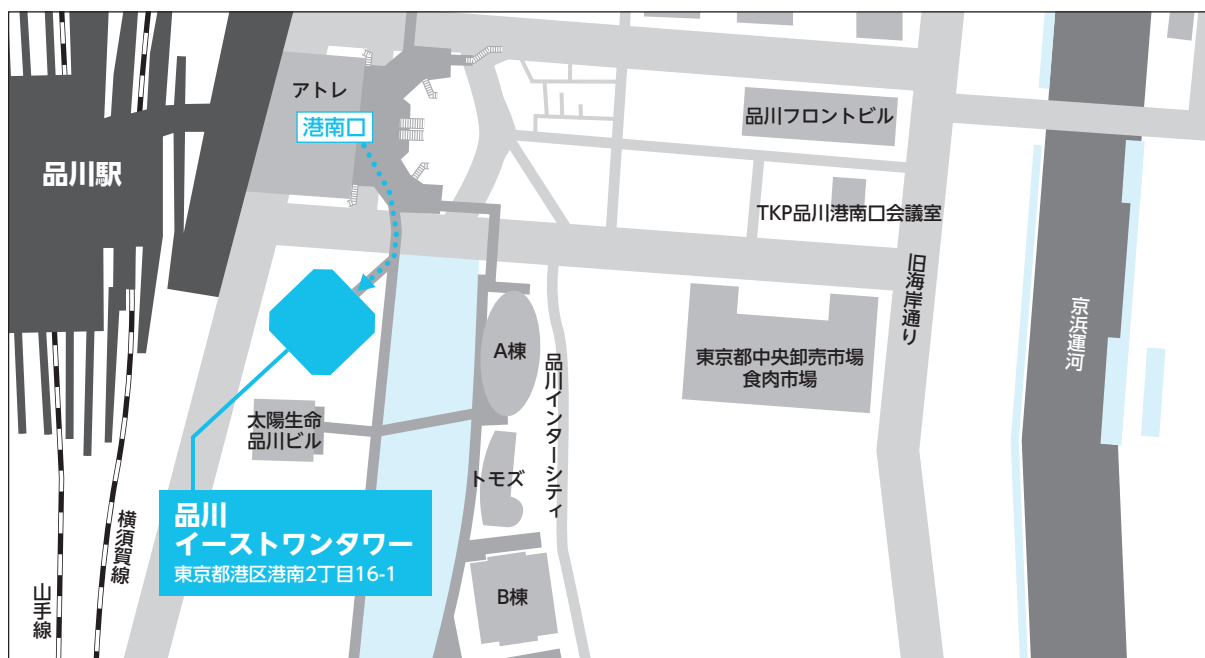 アトレ
港南口
品川駅
品川フロントビル
TKP品川港南口会議室
旧海岸通り
京浜運河
東京都中央卸売市場
食肉市場
A棟
品川インターシティ
太陽生命
品川ビル
トモズ
品川
イーストワンタワー
東京都港区港南2丁目16-1
横須賀線
山手線
B棟